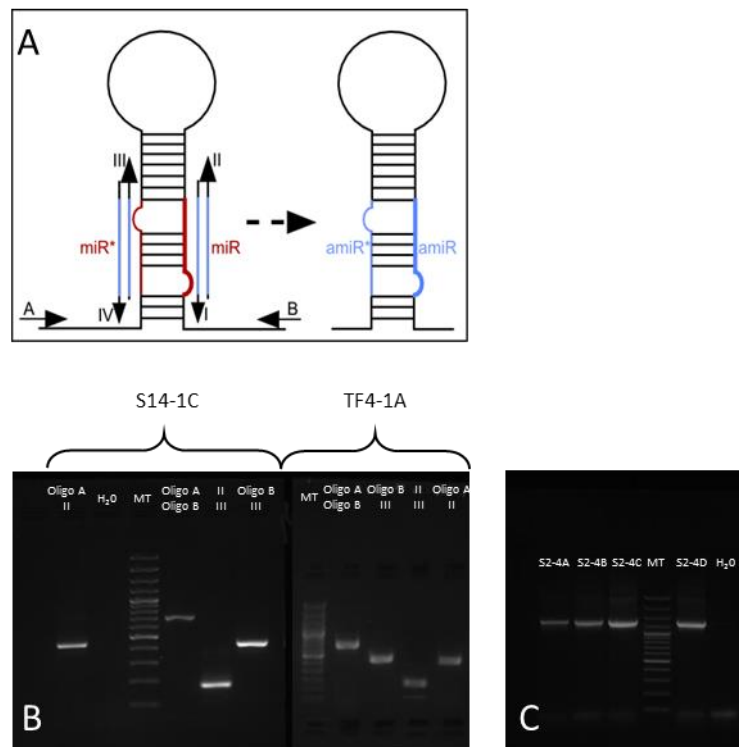 A
III
II
miR*
miR
amiR*
amiR
A
IV
I
B
S14-1C
TF4-1A
Oligo A
II
H20
MT
Oligo A
Oligo B
II
III
Oligo B
III
MT
Oligo A
Oligo B
Oligo B
III
II
III
Oligo A
II
B
S2-4A
S2-4B
S2-4C
MT
S2-4D
H20
C